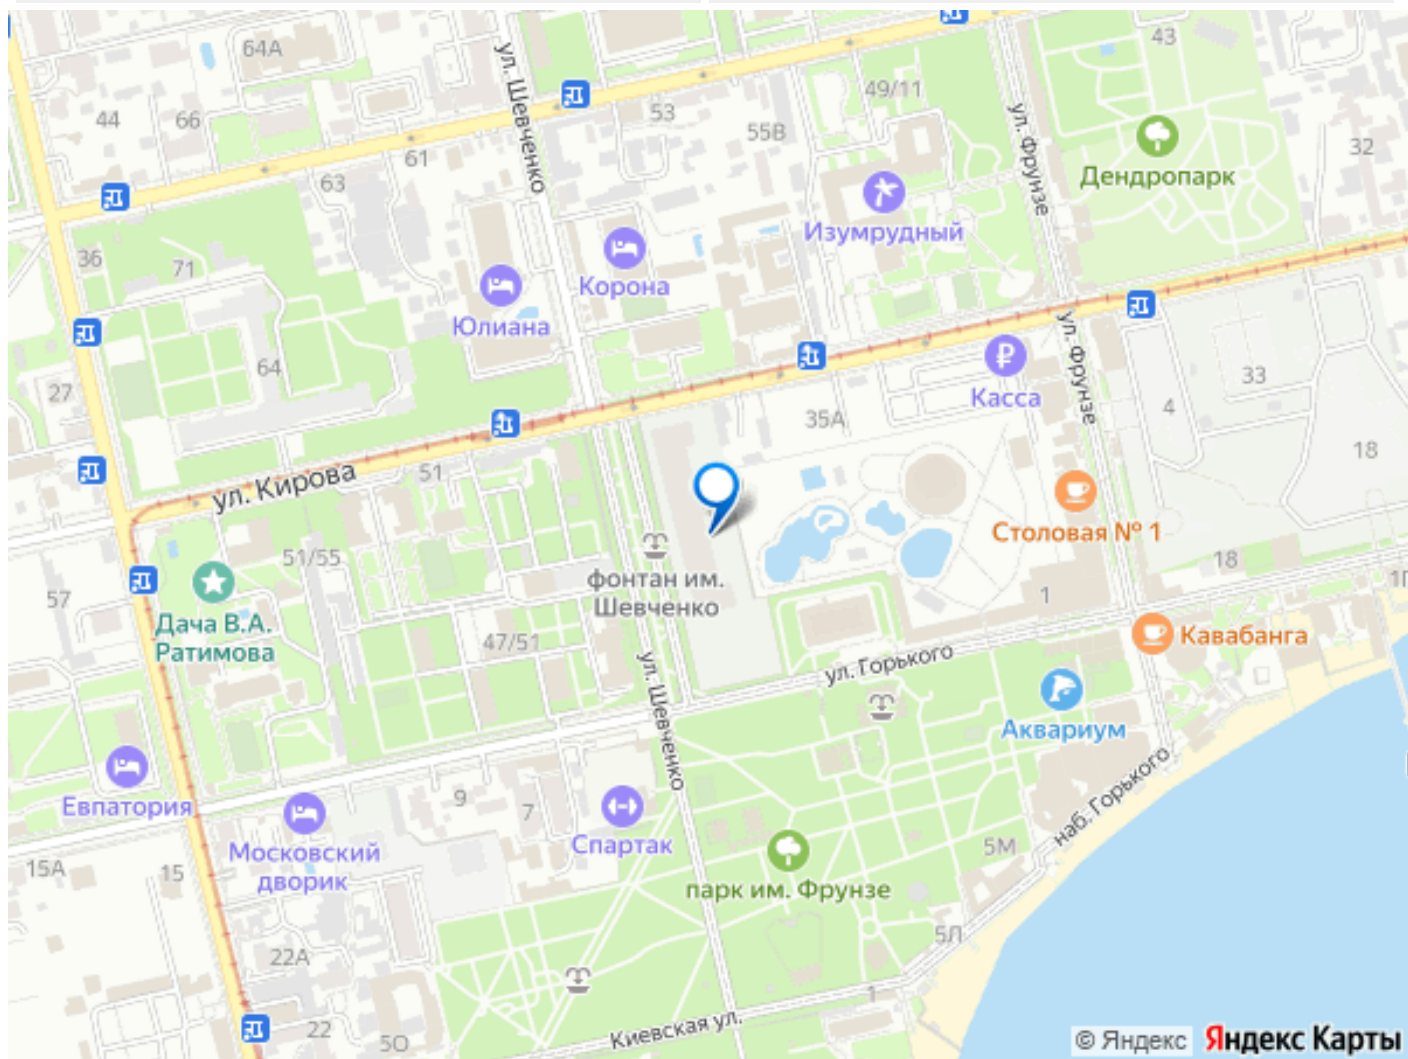 64А
ул. Шевченко
43
44
66
53
55В
49/11
ул. Фрунзе
61
63
32
Дендропарк
Изумрудный
36
71
Корона
Юлиана
ул. Фрунзе
64
27
Касса
35А
33
4
18
51
ул. Кирова
Столовая № 1
51/55
57
фонтан им.
Шевченко
18
1
1Г
Дача В.А.
Ратимова
47/51
Кавабанга
ул. Горького
ул. Шевченко
Аквариум
Евпатория
9
7
Спартак
наб. Горького
Московский
дворик
15А
15
5М
парк им. Фрунзе
22А
5Л
1
22
50
Киевская ул.
© Яндекс Яндекс Карты